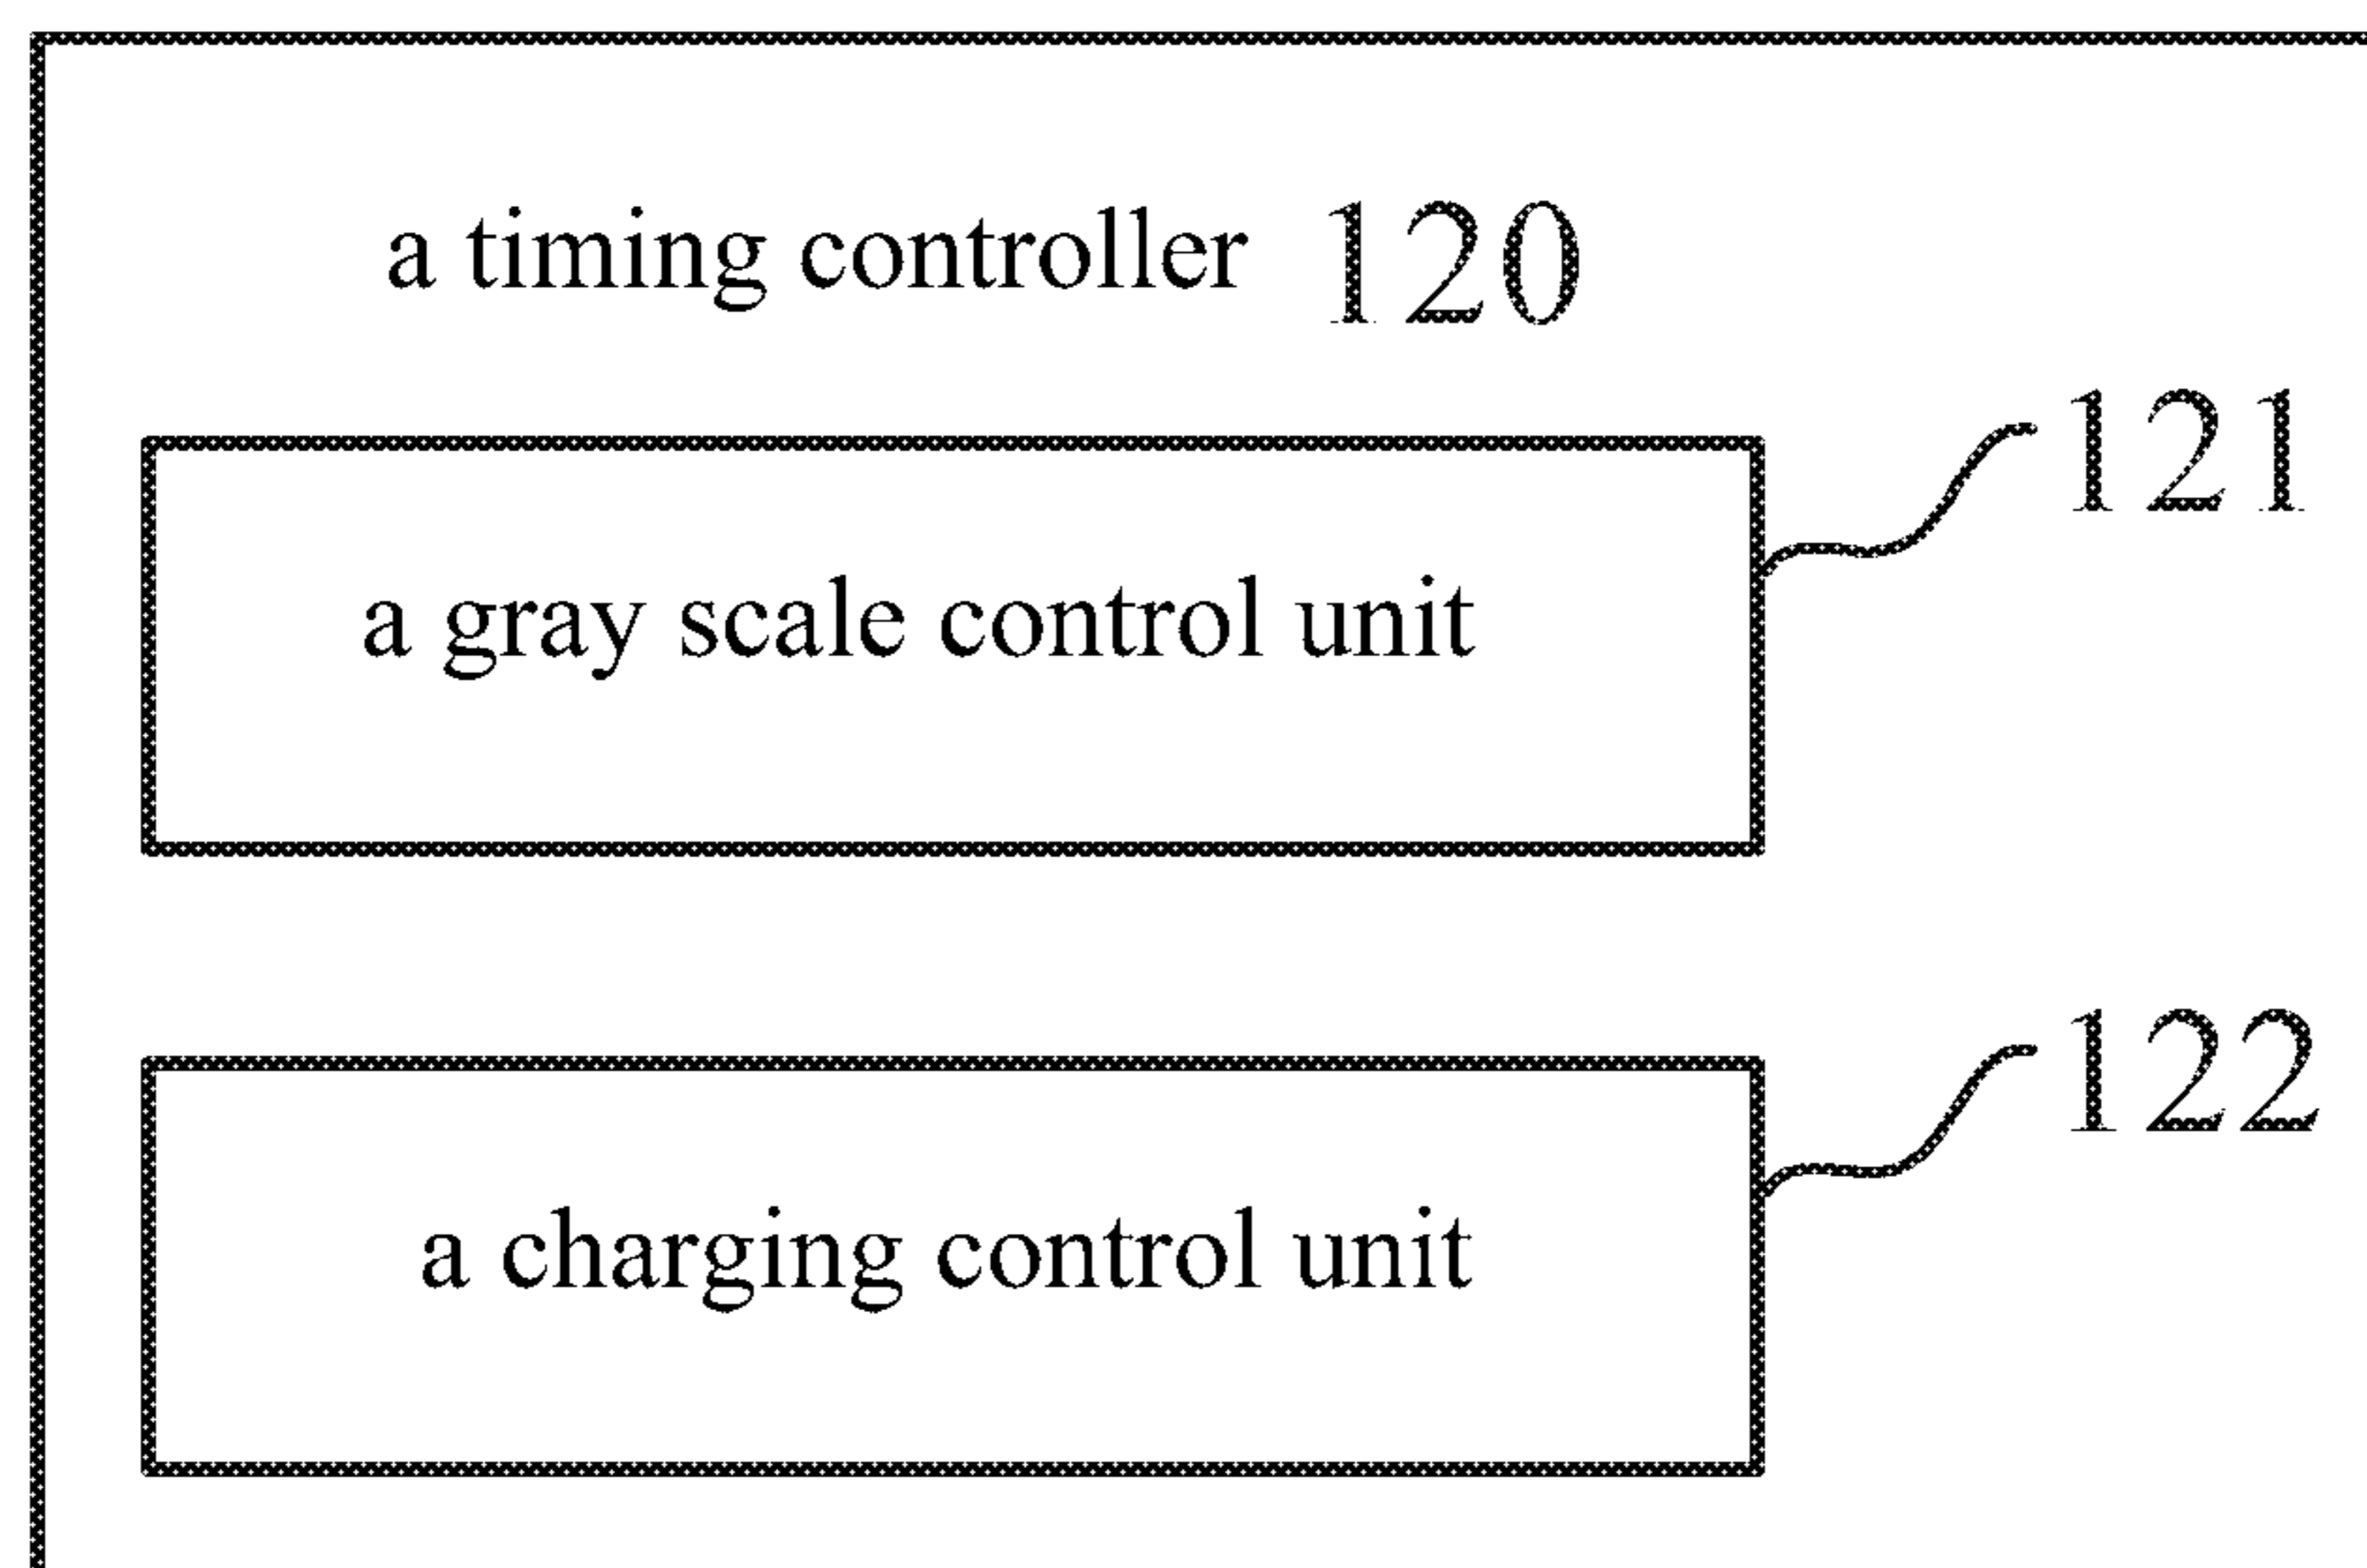 a timing controller 120
121
a gray scale control unit
122
a charging control unit